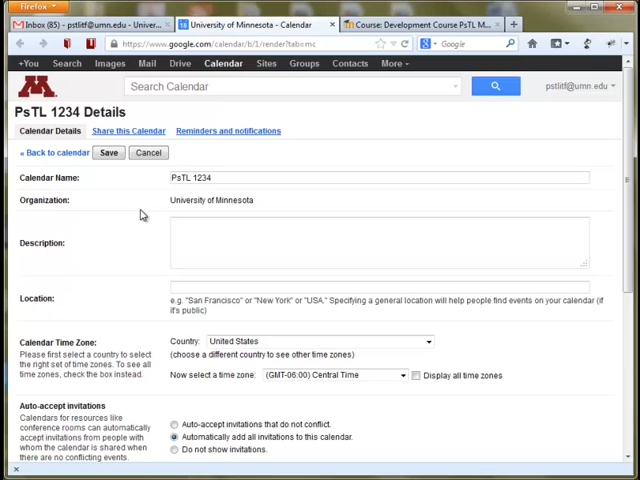 Firefox
Inbox (85) - pstlitf@umn.edu - Univer...
University of Minnesota - Calendar
Course: Development Course PsTL M...
https://www.google.com/calendar/b/1/render?tab=mc
Google
+You Search Images Mail Drive Calendar Sites Groups Contacts More
Search Calendar
pstlitf@umn.edu
PsTL 1234 Details
Calendar Details Share this Calendar Reminders and notifications
« Back to calendar Save Cancel
Calendar Name: PsTL 1234
Organization: University of Minnesota
Description:
Location:
e.g. "San Francisco" or "New York" or "USA." Specifying a general location will help people find events on your calendar (if
it's public)
Calendar Time Zone:
Please first select a country to select
the right set of time zones. To see all
time zones, check the box instead.
Country: United States
(choose a different country to see other time zones)
Now select a time zone: (GMT-06:00) Central Time Display all time zones
Auto-accept invitations
Calendars for resources like
conference rooms can automatically
accept invitations from people with
whom the calendar is shared when
there are no conflicting events.
Auto-accept invitations that do not conflict.
Automatically add all invitations to this calendar.
Do not show invitations.